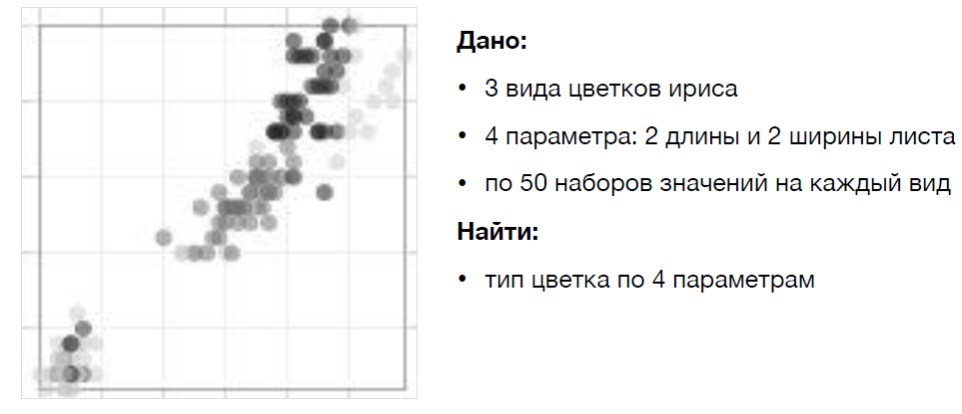 Дано:
• 3 вида цветков ириса
• 4 параметра: 2 длины и 2 ширины листа
• по 50 наборов значений на каждый вид
Найти:
• тип цветка по 4 параметрам